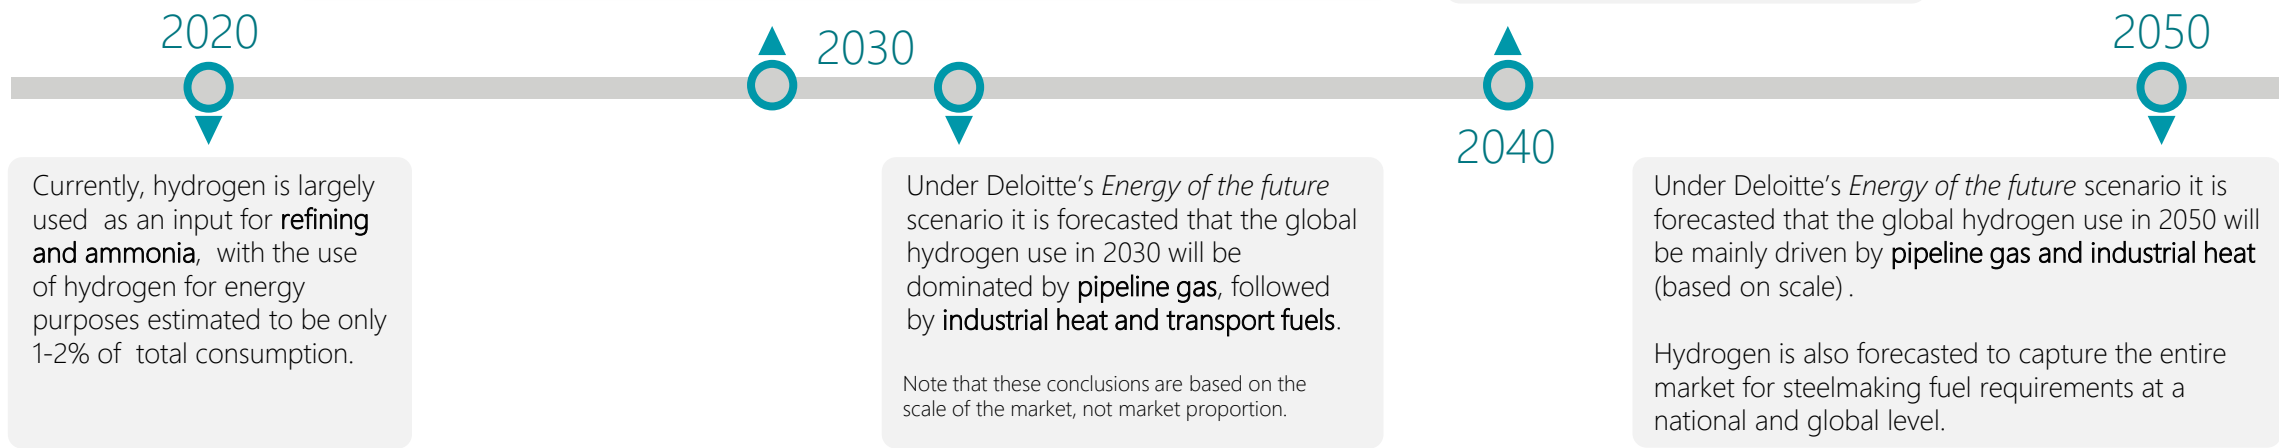 2020
2030
2040
2050
Currently, hydrogen is largely
used as an input for refining
and ammonia, with the use
of hydrogen for energy
purposes estimated to be only
1-2% of total consumption.
Under Deloitte’s Energy of the future
scenario it is forecasted that the global
hydrogen use in 2030 will be
dominated by pipeline gas, followed
by industrial heat and transport fuels.
Note that these conclusions are based on the
scale of the market, not market proportion.
Under Deloitte’s Energy of the future scenario it is
forecasted that the global hydrogen use in 2050 will
be mainly driven by pipeline gas and industrial heat
(based on scale) .
Hydrogen is also forecasted to capture the entire
market for steelmaking fuel requirements at a
national and global level.